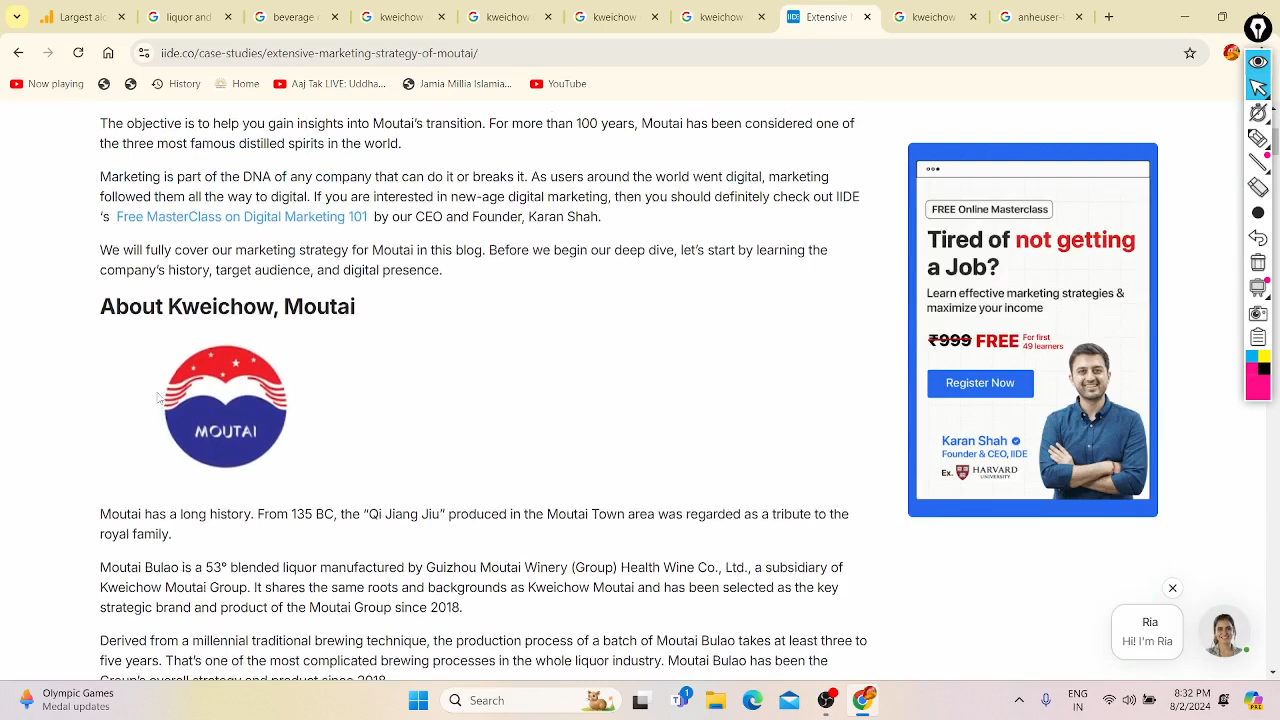 Largest alc
liquor and
beverage c
kweichow
kweichow
kweichow
kweichow
Extensive
kweichow
anheuser-
iide.co/case-studies/extensive-marketing-strategy-of-moutai/
Now playing
History
Home
Aaj Tak LIVE: Uddha...
Jamia Millia Islamia...
YouTube
The objective is to help you gain insights into Moutai's transition. For more than 100 years, Moutai has been considered one of
the three most famous distilled spirits in the world.
Marketing is part of the DNA of any company that can do it or breaks it. As users around the world went digital, marketing
followed them all the way to digital. If you are interested in new-age digital marketing, then you should definitely check out IIDE
's Free MasterClass on Digital Marketing 101 by our CEO and Founder, Karan Shah.
We will fully cover our marketing strategy for Moutai in this blog. Before we begin our deep dive, let's start by learning the
company's history, target audience, and digital presence.
About Kweichow, Moutai
MOUTAI
Moutai has a long history. From 135 BC, the "Qi Jiang Jiu" produced in the Moutai Town area was regarded as a tribute to the
royal family.
Moutai Bulao is a 53° blended liquor manufactured by Guizhou Moutai Winery (Group) Health Wine Co., Ltd., a subsidiary of
Kweichow Moutai Group. It shares the same roots and backgrounds as Kweichow Moutai and has been selected as the key
strategic brand and product of the Moutai Group since 2018.
Derived from a millennial traditional brewing technique, the production process of a batch of Moutai Bulao takes at least three to
five years. That's one of the most complicated brewing processes in the whole liquor industry. Moutai Bulao has been the
Group's overall strategy and product since 2018.
FREE Online Masterclass
Tired of not getting
a Job?
Learn effective marketing strategies &
maximize your income
₹999 FREE For first
49 learners
Register Now
Karan Shah
Founder & CEO, IIDE
Ex. HARVARD
UNIVERSITY
Ria
Hi! I'm Ria
Olympic Games
Medal updates
Search
1
ENG
IN
8:32 PM
8/2/2024
PRE